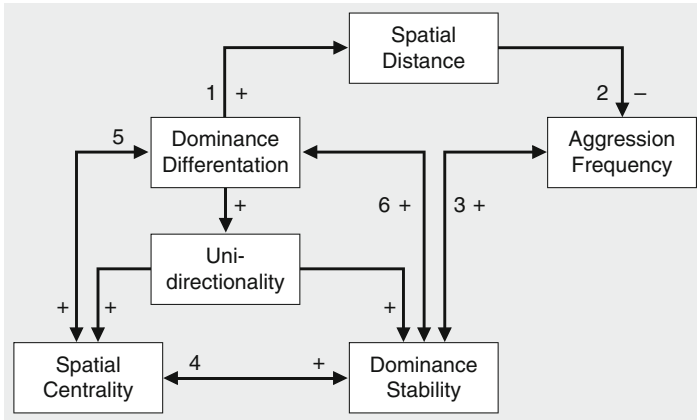 Spatial
Distance
1 +
2 –
5
Dominance
Differentation
Aggression
Frequency
+
6 +
3 +
Uni-
directionality
+
+
+
Spatial
Centrality
4
+
Dominance
Stability